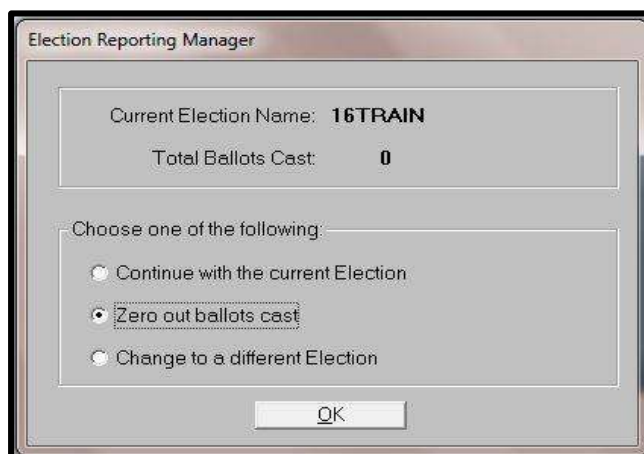 Election Reporting Manager
Current Election Name: 16TRAIN
Total Ballots Cast: 0
Choose one of the following:
Continue with the current Election
Zero out ballots cast
Change to a different Election
OK